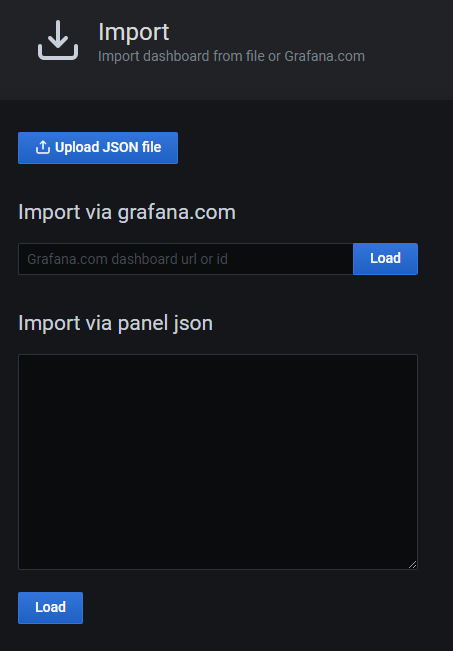 Import
Import dashboard from file or Grafana.com
Upload JSON file
Import via grafana.com
Grafana.com dashboard url or id
Load
Import via panel json
Load